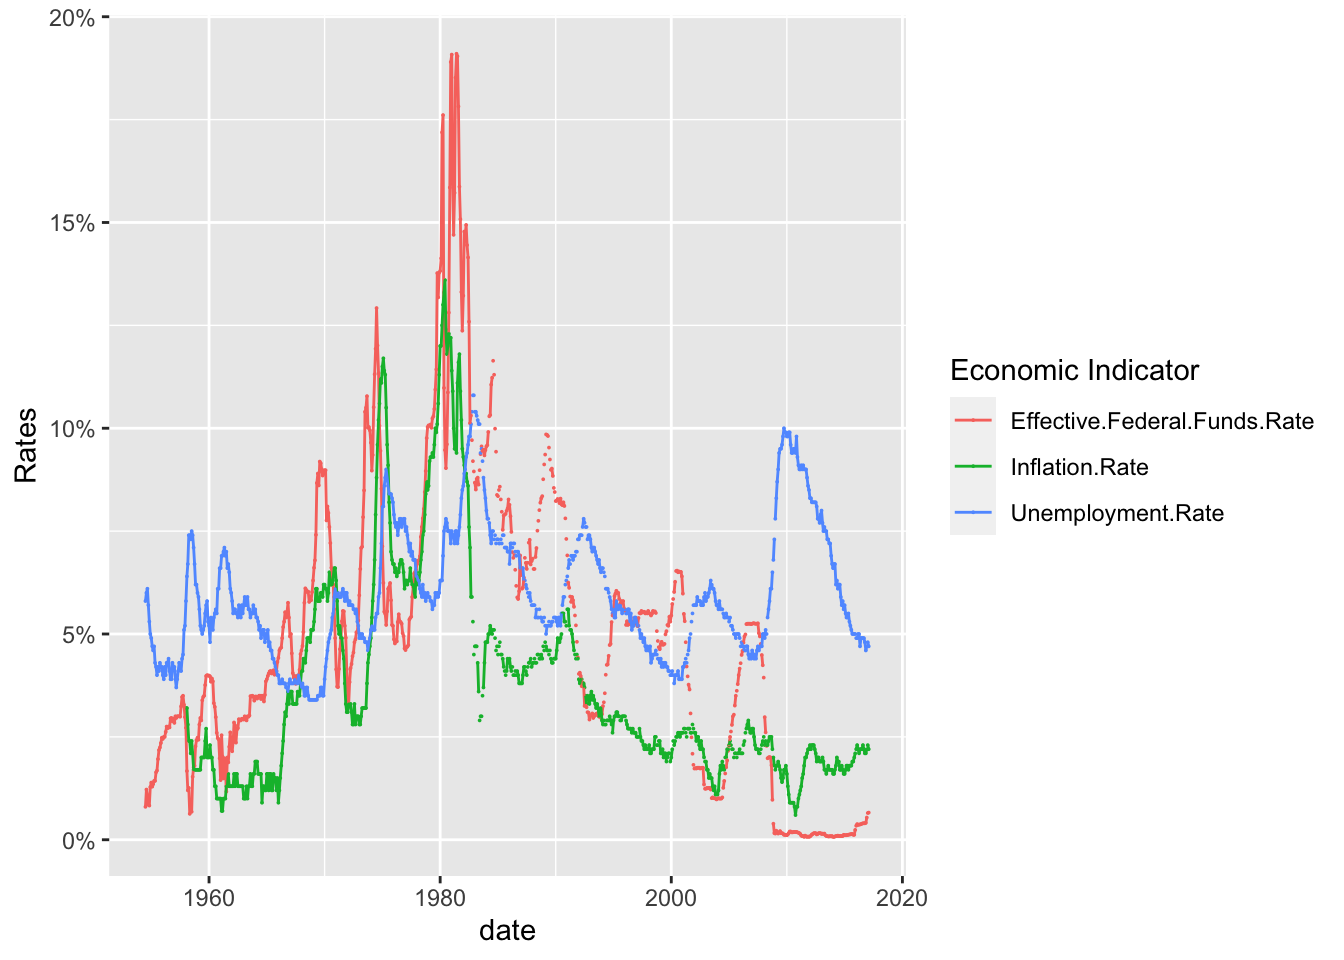 20%
15%
10%
5%
0%
Rates
1960
1980
2000
2020
date
Economic Indicator
Effective.Federal.Funds.Rate
Inflation.Rate
Unemployment.Rate